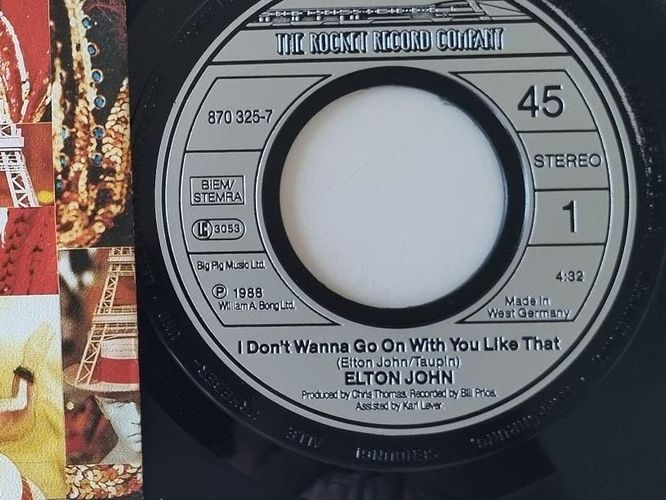 THE ROCKET RECORD COMPANY
870 325-7
45
STEREO
BIEM/
STEMRA
LC 3053
1
Big Pig Music Ltd.
4:32
P 1988
William A. Bong Ltd.
Made in
West Germany
I Don't Wanna Go On With You Like That
(Elton John/Taupin)
ELTON JOHN
Produced by Chris Thomas. Recorded by Bill Price.
Assisted by Karl Lever.